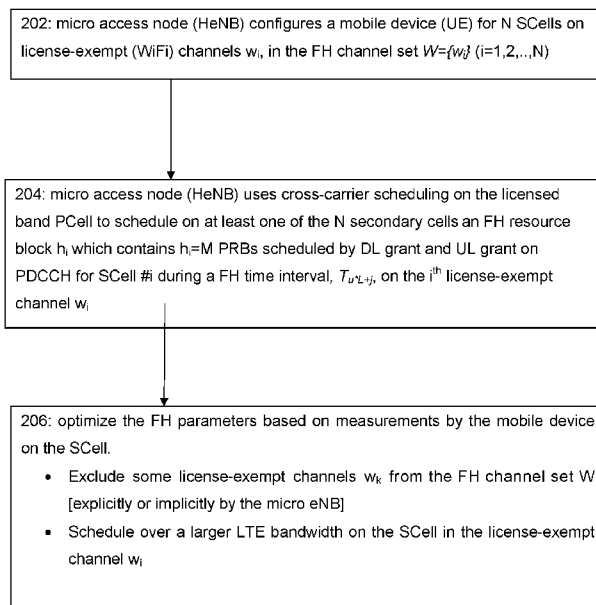 202: micro access node (HeNB) configures a mobile device (UE) for N SCells on
license-exempt (WiFi) channels wᵢ, in the FH channel set W={wᵢ} (i=1,2,..,N)
204: micro access node (HeNB) uses cross-carrier scheduling on the licensed
band PCell to schedule on at least one of the N secondary cells an FH resource
block hᵢ which contains hᵢ=M PRBs scheduled by DL grant and UL grant on
PDCCH for SCell #i during a FH time interval, T_{u*L+j}, on the iᵗʰ license-exempt
channel wᵢ
206: optimize the FH parameters based on measurements by the mobile device
on the SCell.
• Exclude some license-exempt channels wₖ from the FH channel set W
[explicitly or implicitly by the micro eNB]
• Schedule over a larger LTE bandwidth on the SCell in the license-exempt
channel wᵢ